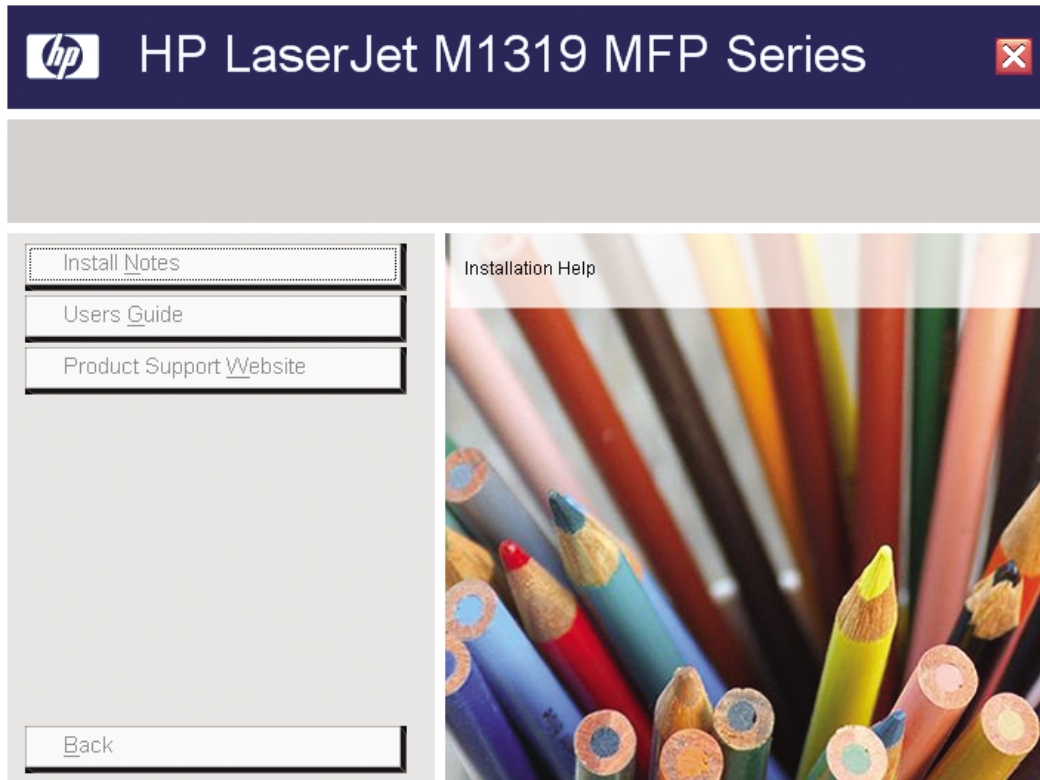 hp HP LaserJet M1319 MFP Series
Install Notes
Installation Help
Users Guide
Product Support Website
Back